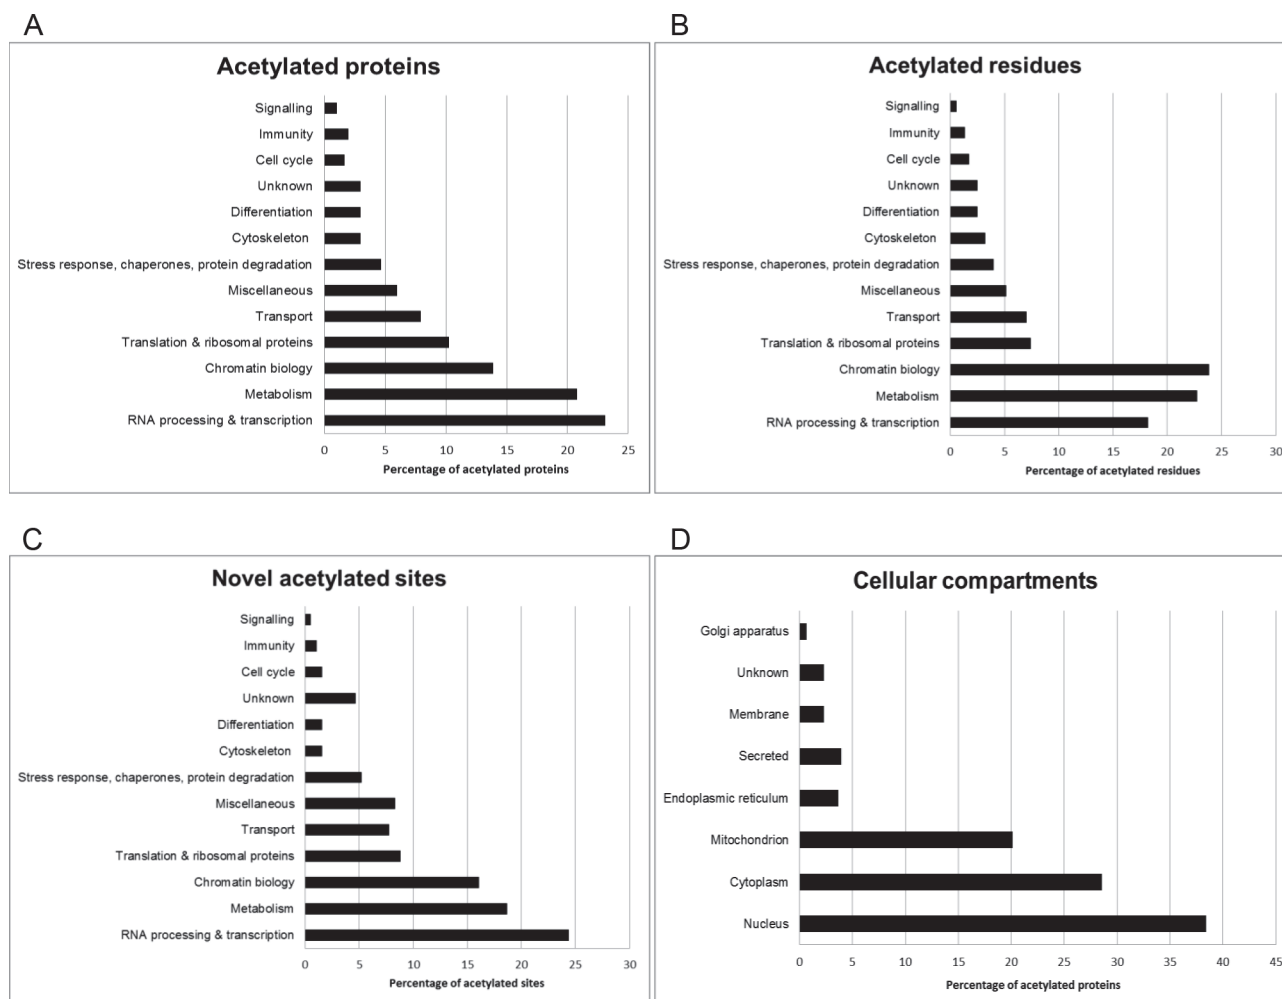 A
Acetylated proteins
Signalling
Immunity
Cell cycle
Unknown
Differentiation
Cytoskeleton
Stress response, chaperones, protein degradation
Miscellaneous
Transport
Translation & ribosomal proteins
Chromatin biology
Metabolism
RNA processing & transcription
0 5 10 15 20 25
Percentage of acetylated proteins
B
Acetylated residues
Signalling
Immunity
Cell cycle
Unknown
Differentiation
Cytoskeleton
Stress response, chaperones, protein degradation
Miscellaneous
Transport
Translation & ribosomal proteins
Chromatin biology
Metabolism
RNA processing & transcription
0 5 10 15 20 25 30
Percentage of acetylated residues
C
Novel acetylated sites
Signalling
Immunity
Cell cycle
Unknown
Differentiation
Cytoskeleton
Stress response, chaperones, protein degradation
Miscellaneous
Transport
Translation & ribosomal proteins
Chromatin biology
Metabolism
RNA processing & transcription
0 5 10 15 20 25 30
Percentage of acetylated sites
D
Cellular compartments
Golgi apparatus
Unknown
Membrane
Secreted
Endoplasmic reticulum
Mitochondrion
Cytoplasm
Nucleus
0 5 10 15 20 25 30 35 40 45
Percentage of acetylated proteins